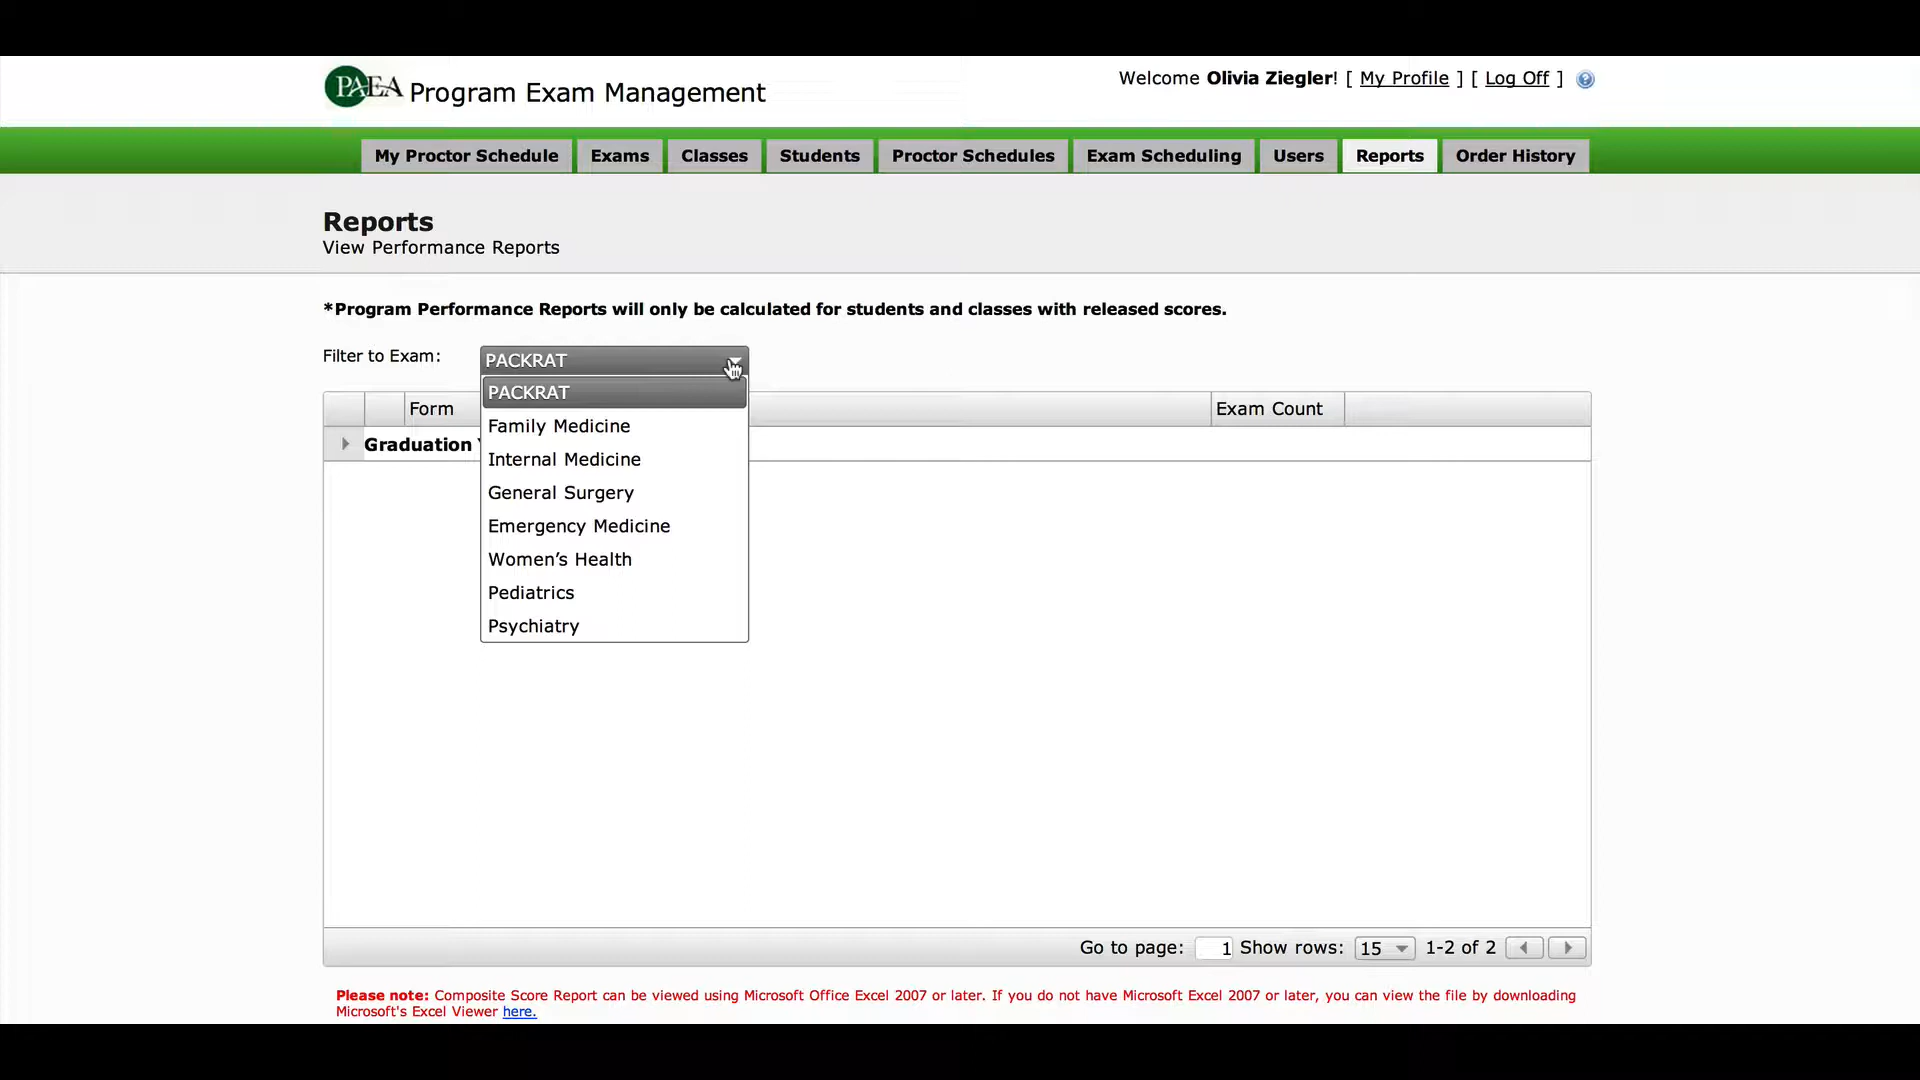 PAEA Program Exam Management
Welcome Olivia Ziegler! [ My Profile ] [ Log Off ] ?
My Proctor Schedule Exams Classes Students Proctor Schedules Exam Scheduling Users Reports Order History
Reports
View Performance Reports
*Program Performance Reports will only be calculated for students and classes with released scores.
Filter to Exam: PACKRAT
PACKRAT
Form Exam Count
Family Medicine
Graduation
Internal Medicine
General Surgery
Emergency Medicine
Women’s Health
Pediatrics
Psychiatry
Go to page: 1 Show rows: 15 1-2 of 2
Please note: Composite Score Report can be viewed using Microsoft Office Excel 2007 or later. If you do not have Microsoft Excel 2007 or later, you can view the file by downloading
Microsoft's Excel Viewer here.